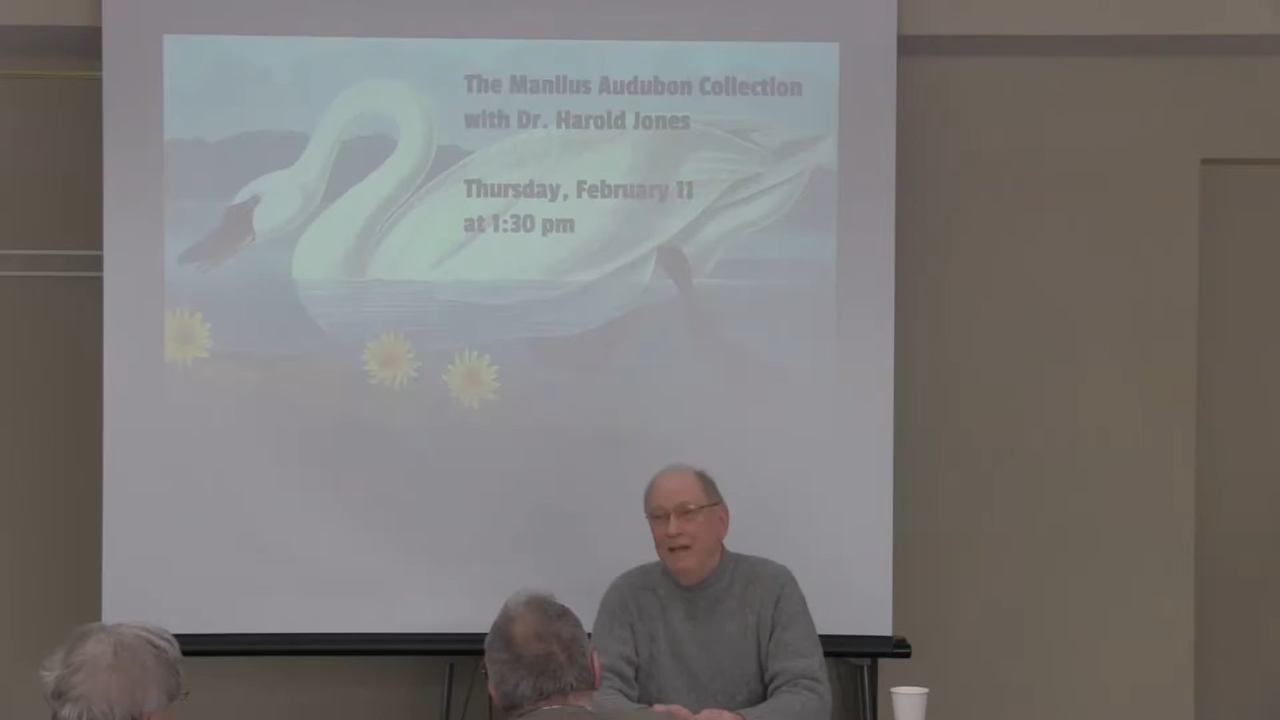 The Manlius Audubon Collection
with Dr. Harold Jones
Thursday, February 11
at 1:30 pm